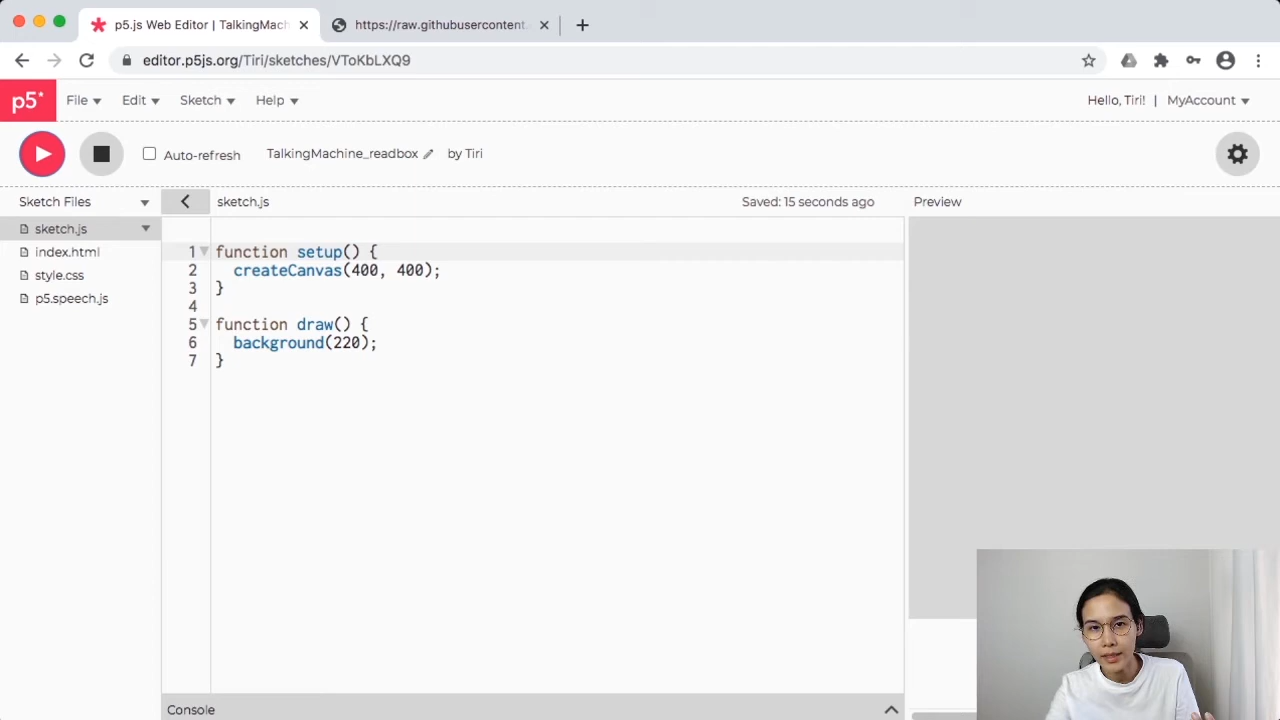 p5.js Web Editor | TalkingMach
https://raw.githubusercontent.
editor.p5js.org/Tiri/sketches/VToKbLXQ9
p5*
File
Edit
Sketch
Help
Hello, Tiri! | MyAccount
Auto-refresh
TalkingMachine_readbox
by Tiri
Sketch Files
sketch.js
Saved: 15 seconds ago
Preview
sketch.js
index.html
style.css
p5.speech.js
1 function setup() {
2 createCanvas(400, 400);
3 }
4
5 function draw() {
6 background(220);
7 }
Console